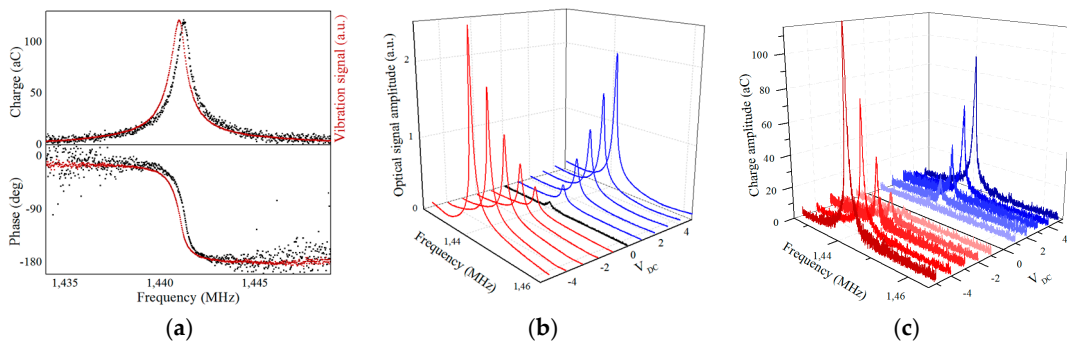 Charge (aC)
100
50
0
Vibration signal (a.u.)
Phase (deg)
0
-90
-180
1,435
1,440
1,445
Frequency (MHz)
(a)
Optical signal amplitude (a.u.)
2
1
0
1,44
1,46
Frequency (MHz)
-4
-2
0
2
4
V DC
(b)
Charge amplitude (aC)
100
80
60
40
20
0
1,44
1,46
Frequency (MHz)
-4
-2
0
2
4
V DC
(c)